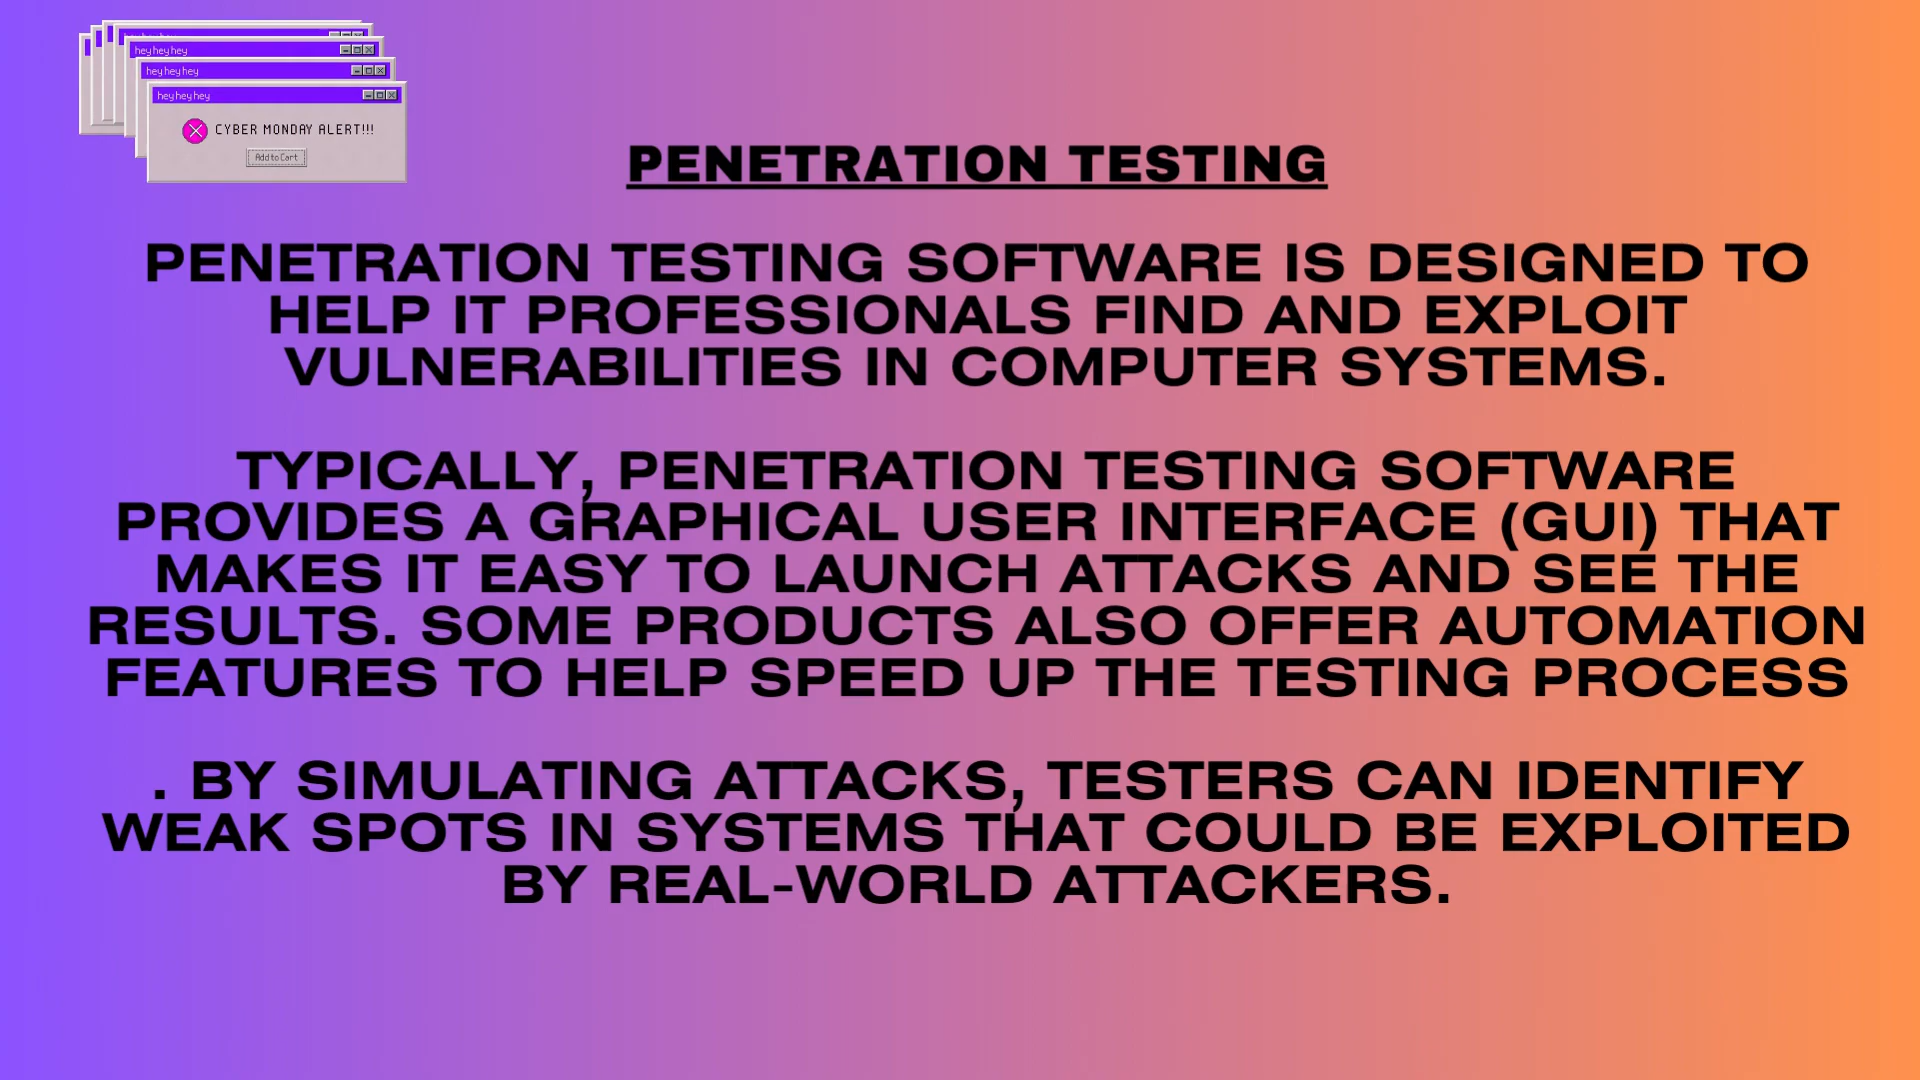 hey hey hey
hey hey hey
hey hey hey
hey hey hey
CYBER MONDAY ALERT!!!
Add to Cart
PENETRATION TESTING
PENETRATION TESTING SOFTWARE IS DESIGNED TO
HELP IT PROFESSIONALS FIND AND EXPLOIT
VULNERABILITIES IN COMPUTER SYSTEMS.
TYPICALLY, PENETRATION TESTING SOFTWARE
PROVIDES A GRAPHICAL USER INTERFACE (GUI) THAT
MAKES IT EASY TO LAUNCH ATTACKS AND SEE THE
RESULTS. SOME PRODUCTS ALSO OFFER AUTOMATION
FEATURES TO HELP SPEED UP THE TESTING PROCESS
. BY SIMULATING ATTACKS, TESTERS CAN IDENTIFY
WEAK SPOTS IN SYSTEMS THAT COULD BE EXPLOITED
BY REAL-WORLD ATTACKERS.